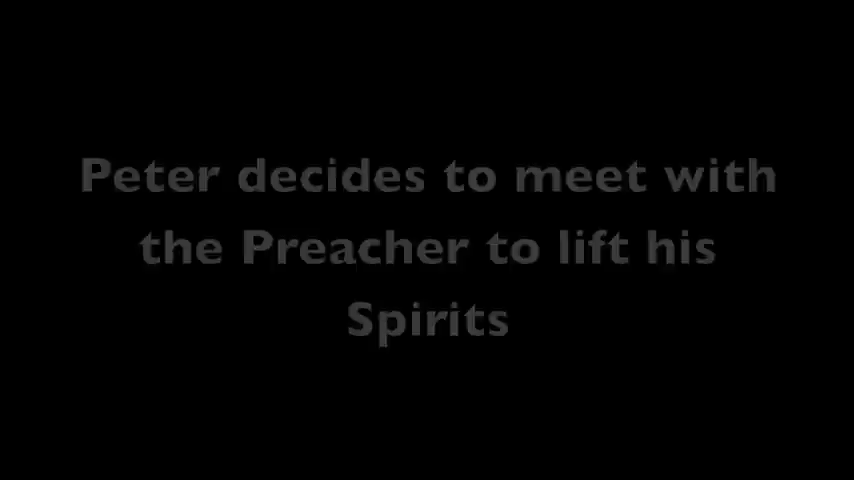 Peter decides to meet with
the Preacher to lift his
Spirits